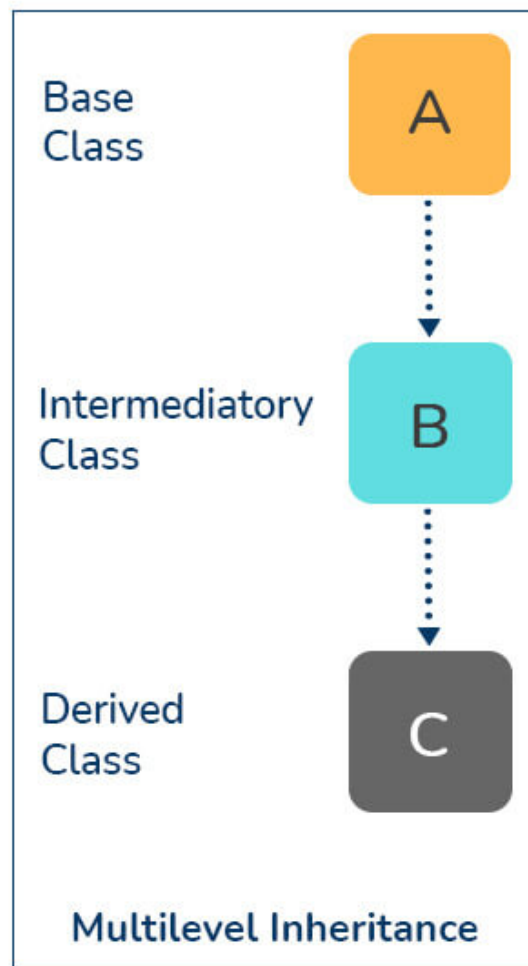 Base
Class
A
Intermediatory
Class
B
Derived
Class
C
Multilevel Inheritance